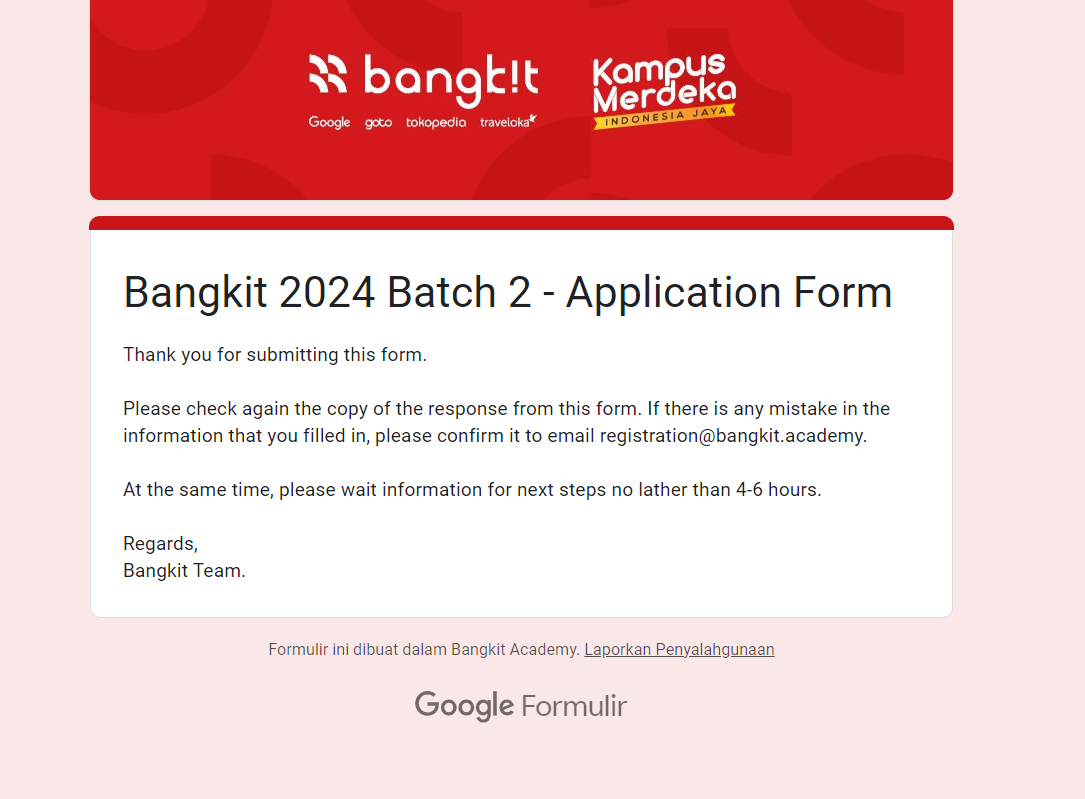 bangk!t
Google goto tokopedia traveloka
Kampus
Merdeka
INDONESIA JAYA
Bangkit 2024 Batch 2 - Application Form
Thank you for submitting this form.
Please check again the copy of the response from this form. If there is any mistake in the
information that you filled in, please confirm it to email registration@bangkit.academy.
At the same time, please wait information for next steps no lather than 4-6 hours.
Regards,
Bangkit Team.
Formulir ini dibuat dalam Bangkit Academy. Laporkan Penyalahgunaan
Google Formulir